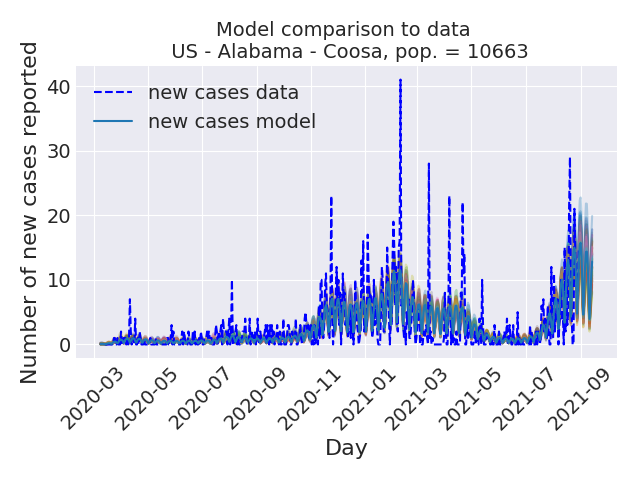 Model comparison to data
US - Alabama - Coosa, pop. = 10663
Number of new cases reported
40
30
20
10
0
new cases data
new cases model
2020-03
2020-05
2020-07
2020-09
2020-11
2021-01
2021-03
2021-05
2021-07
2021-09
Day